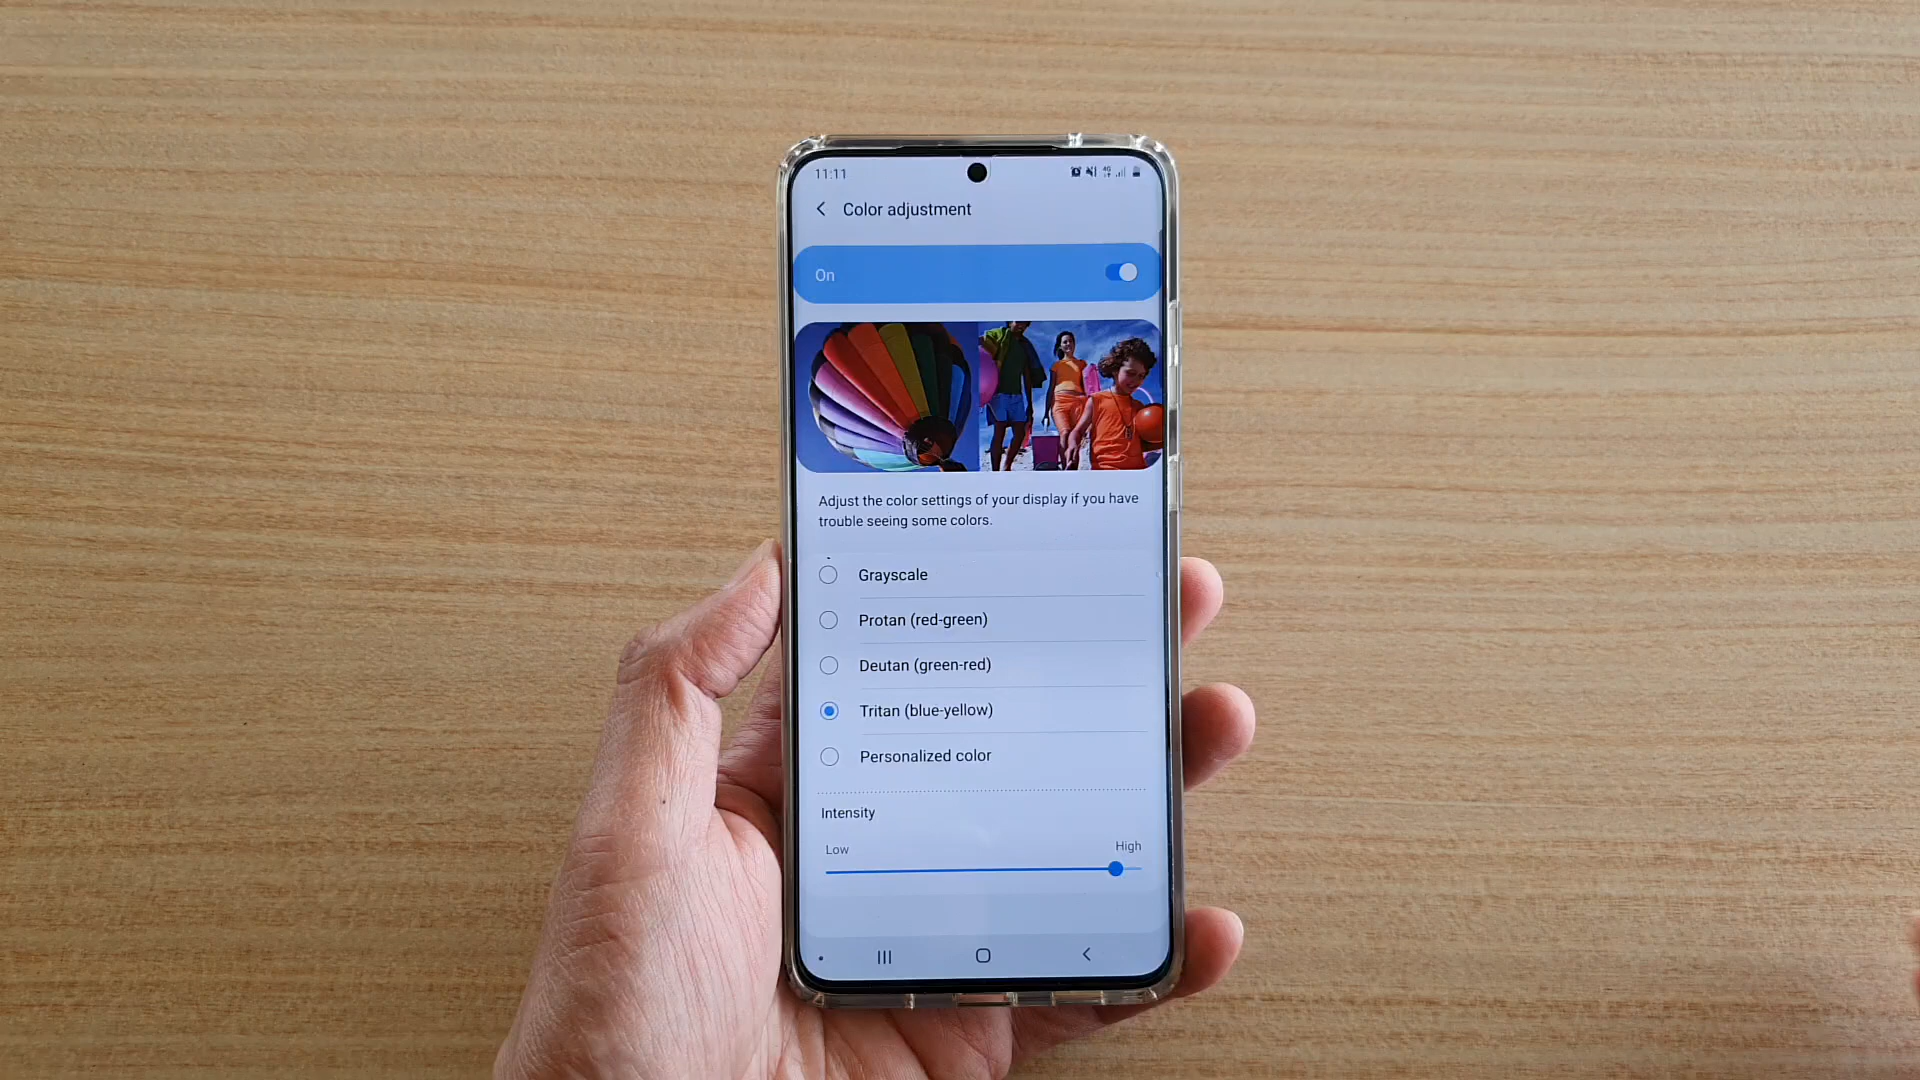 11:11
4G
Color adjustment
On
Adjust the color settings of your display if you have
trouble seeing some colors.
Grayscale
Protan (red-green)
Deutan (green-red)
Tritan (blue-yellow)
Personalized color
Intensity
Low
High